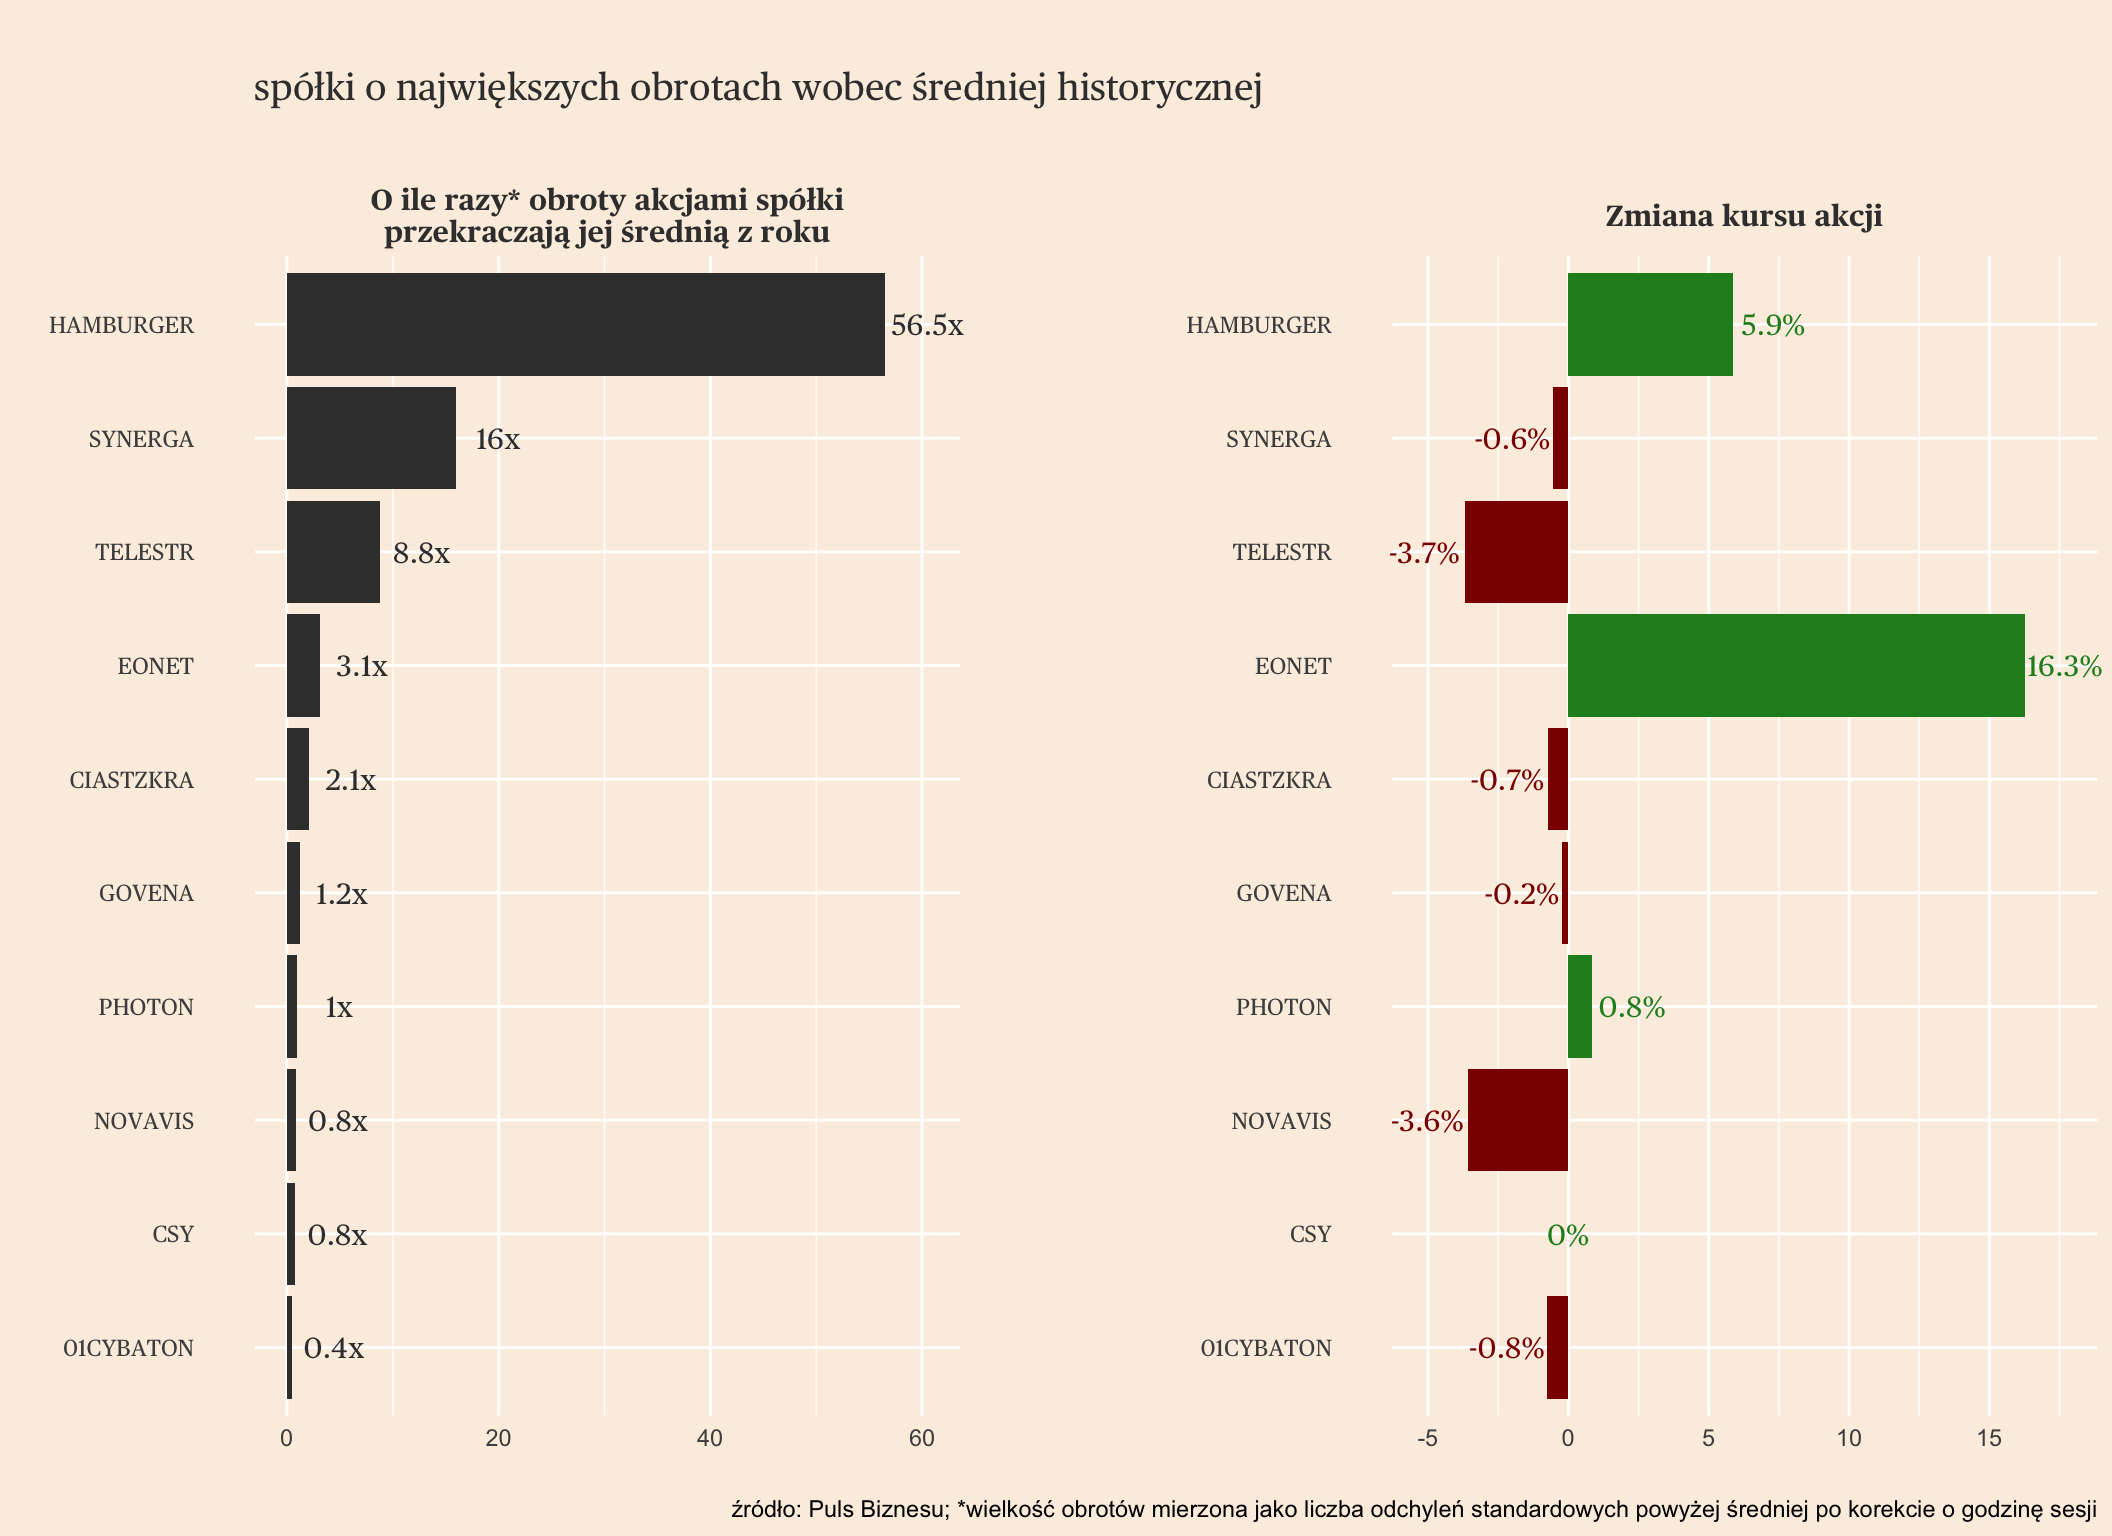 spółki o największych obrotach wobec średniej historycznej
O ile razy* obroty akcjami spółki
przekraczają jej średnią z roku
HAMBURGER
56.5x
SYNERGA
16x
TELESTR
8.8x
EONET
3.1x
CIASTZKRA
2.1x
GOVENA
1.2x
PHOTON
1x
NOVAVIS
0.8x
CSY
0.8x
01CYBATON
0.4x
0 20 40 60
Zmiana kursu akcji
HAMBURGER
5.9%
SYNERGA
-0.6%
TELESTR
-3.7%
EONET
16.3%
CIASTZKRA
-0.7%
GOVENA
-0.2%
PHOTON
0.8%
NOVAVIS
-3.6%
CSY
0%
01CYBATON
-0.8%
-5 0 5 10 15
źródło: Puls Biznesu; *wielkość obrotów mierzona jako liczba odchyleń standardowych powyżej średniej po korekcie o godzinę sesji